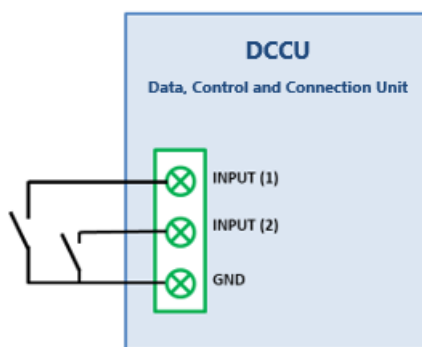 DCCU
Data, Control and Connection Unit
INPUT (1)
INPUT (2)
GND